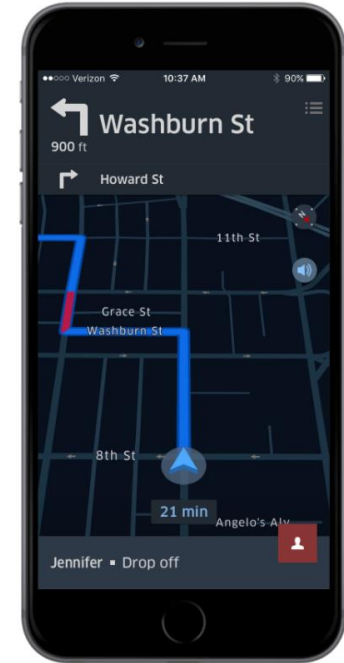 Verizon 10:37 AM 90%
Washburn St
900 ft
Howard St
11th St
Grace St
Washburn St
8th St
21 min
Angelo's Aly
Jennifer ▪ Drop off